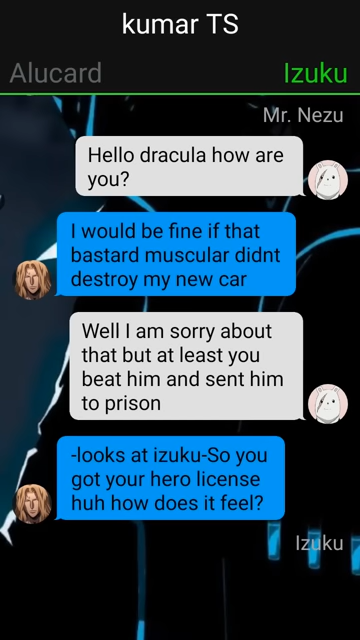 kumar TS
Alucard
Izuku
Mr. Nezu
Hello dracula how are
you?
I would be fine if that
bastard muscular didnt
destroy my new car
Well I am sorry about
that but at least you
beat him and sent him
to prison
-looks at izuku-So you
got your hero license
huh how does it feel?
Izuku